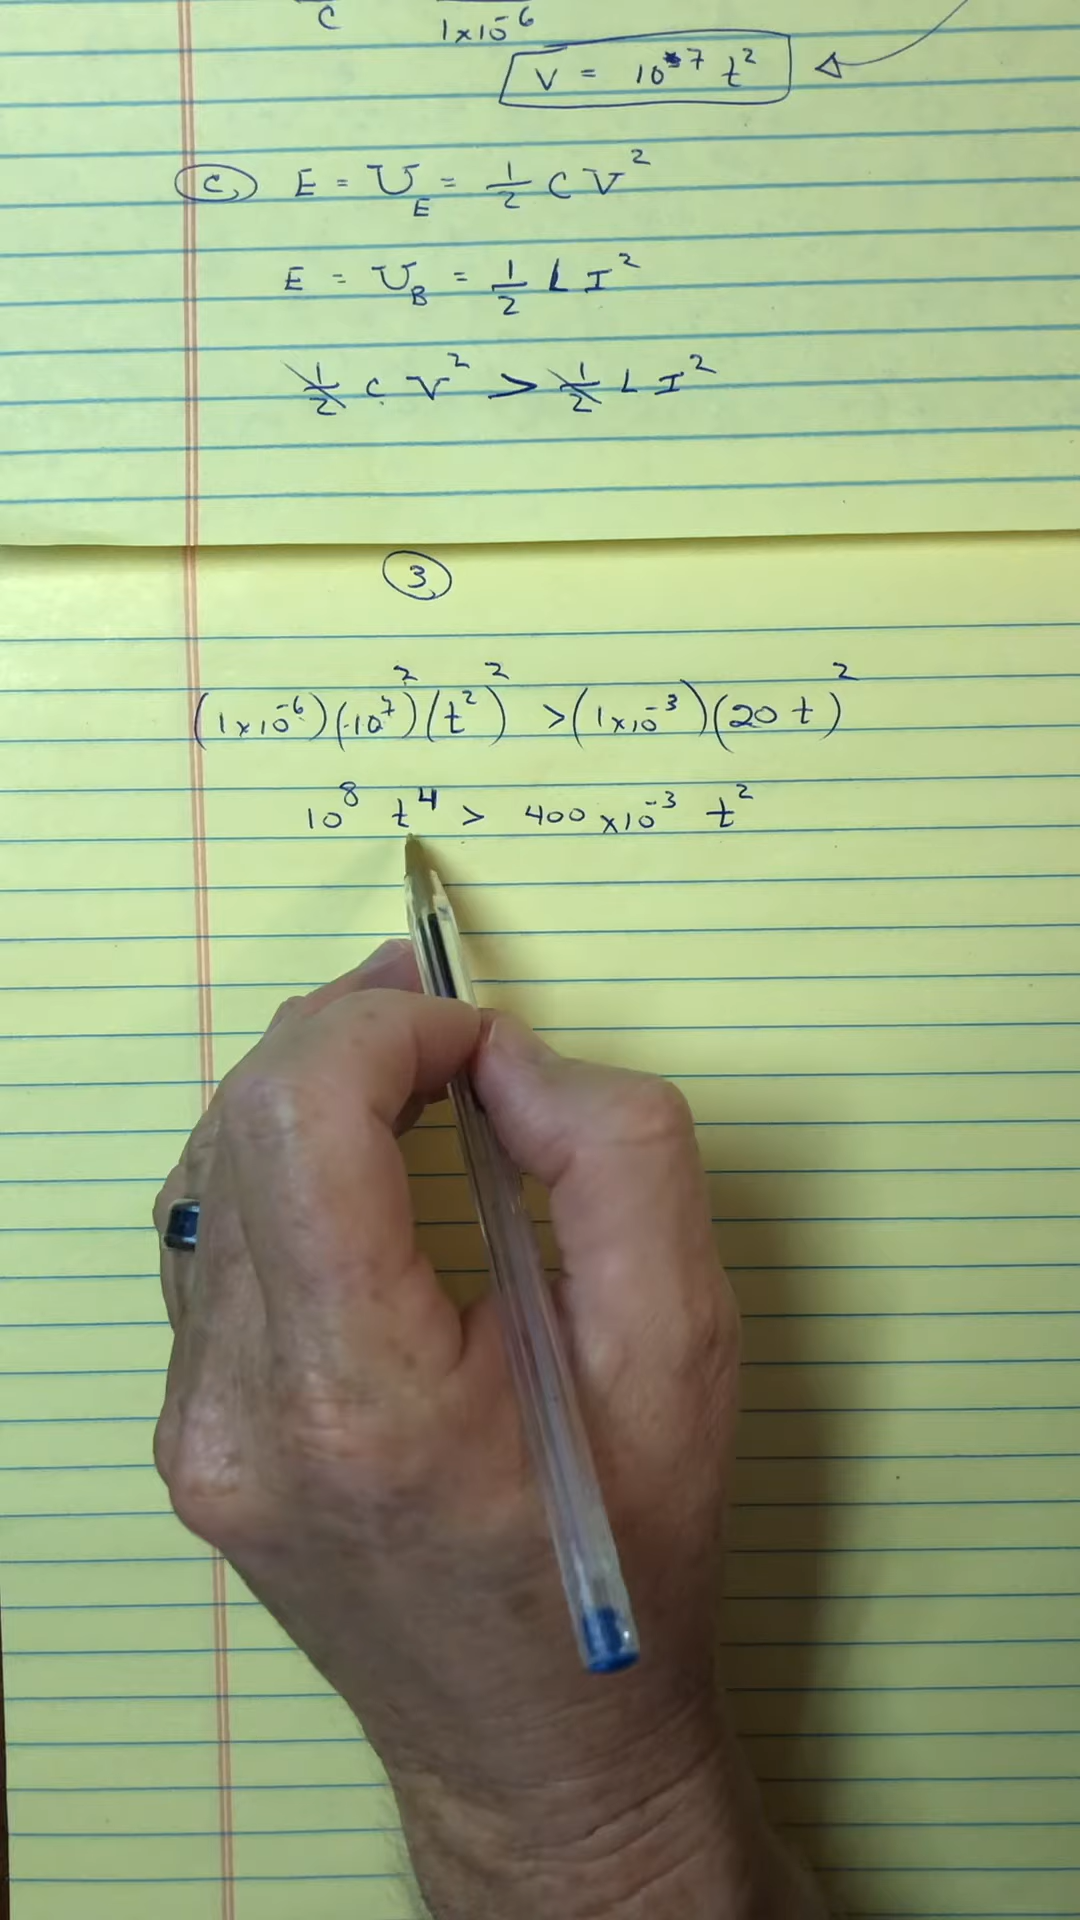 C 1×10⁻⁶
V = 10⁷ t²
C. E = U_E = 1/2 C V²
E = U_B = 1/2 L I²
1/2 C V² > 1/2 L I²
3
(1×10⁻⁶)(10⁷)²(t²)² > (1×10⁻³)(20 t)²
10⁸ t⁴ > 400 ×10⁻³ t²